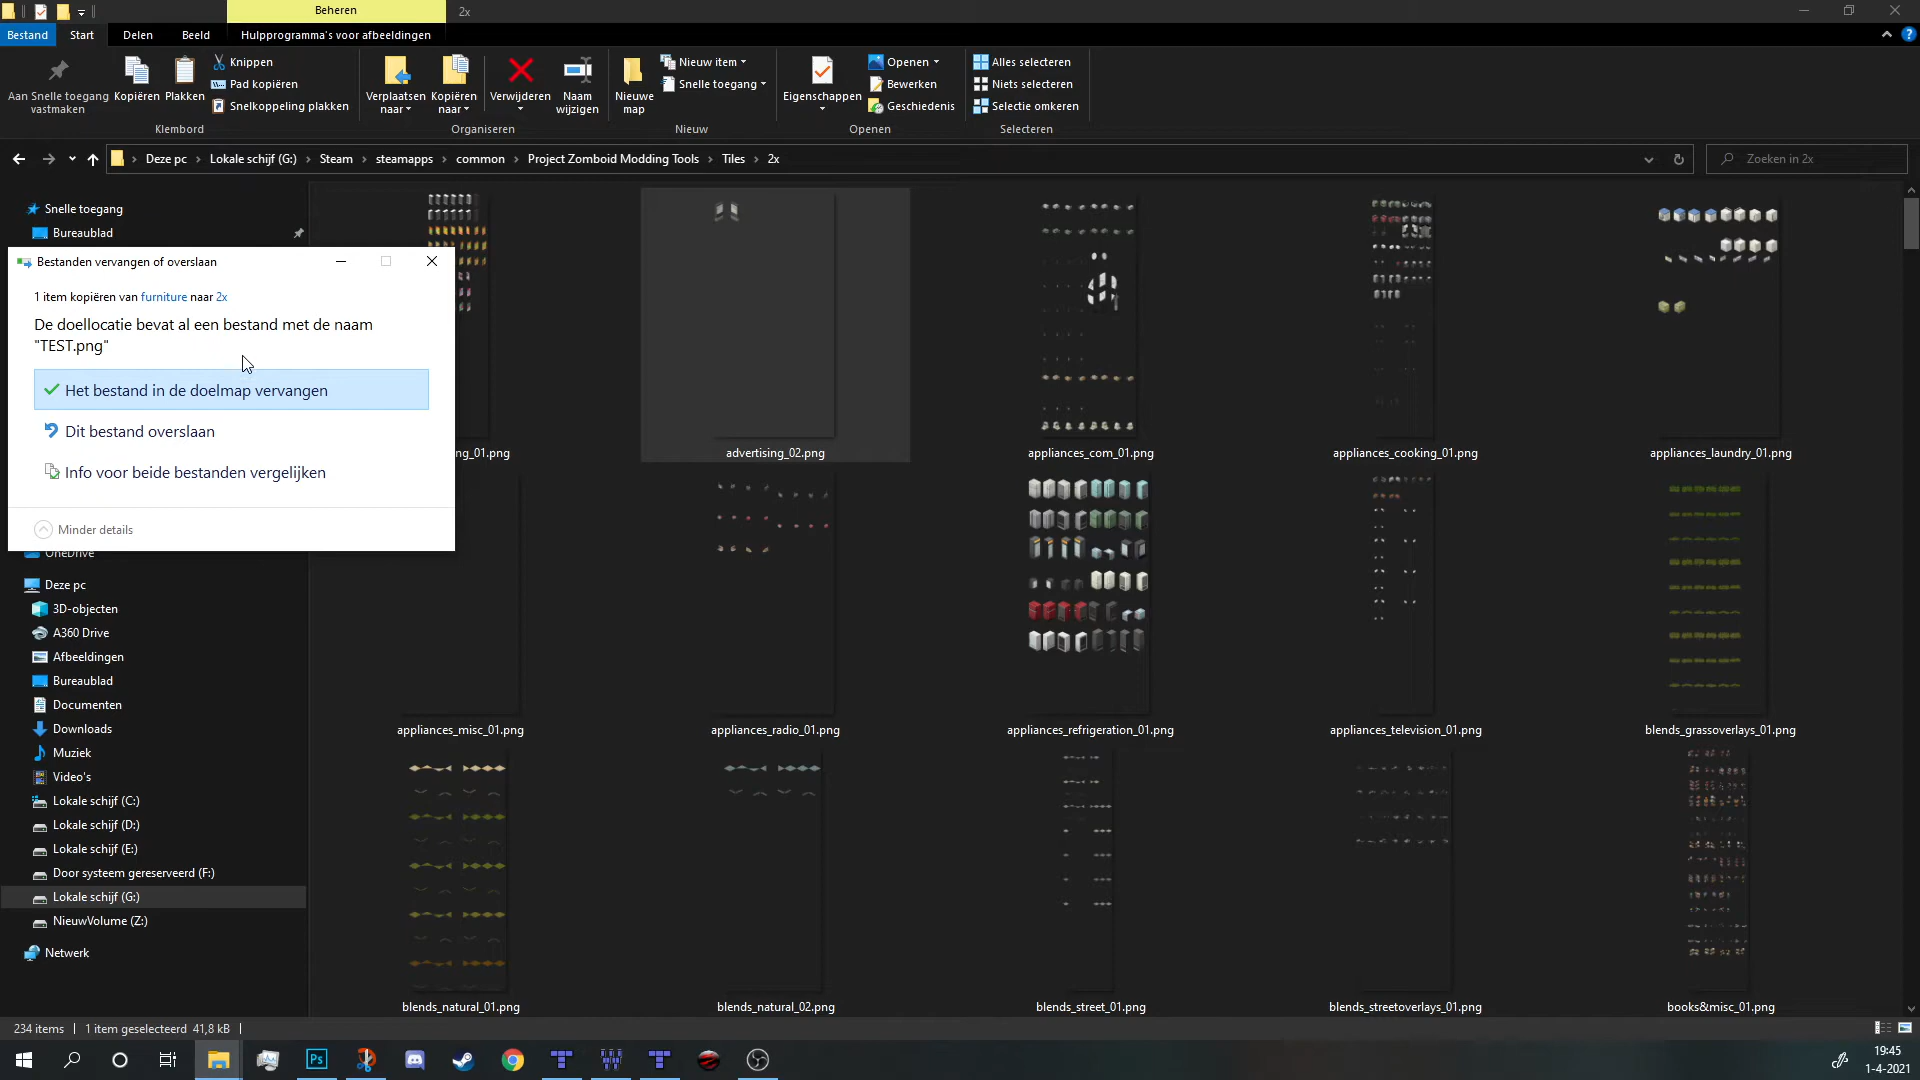 Beheren
2x
Bestand
Start
Delen
Beeld
Hulpprogramma's voor afbeeldingen
Aan Snelle toegang
vastmaken
Kopiëren
Plakken
Knippen
Pad kopiëren
Snelkoppeling plakken
Klembord
Verplaatsen
naar
Kopiëren
naar
Verwijderen
Naam
wijzigen
Organiseren
Nieuwe
map
Nieuw item
Snelle toegang
Nieuw
Eigenschappen
Openen
Bewerken
Geschiedenis
Openen
Alles selecteren
Niets selecteren
Selectie omkeren
Selecteren
Deze pc
Lokale schijf (G:)
Steam
steamapps
common
Project Zomboid Modding Tools
Tiles
2x
Zoeken in 2x
Snelle toegang
Bureaublad
Bestanden vervangen of overslaan
1 item kopiëren van furniture naar 2x
De doellocatie bevat al een bestand met de naam
"TEST.png"
Het bestand in de doelmap vervangen
Dit bestand overslaan
Info voor beide bestanden vergelijken
Minder details
OneDrive
Deze pc
3D-objecten
A360 Drive
Afbeeldingen
Bureaublad
Documenten
Downloads
Muziek
Video's
Lokale schijf (C:)
Lokale schijf (D:)
Lokale schijf (E:)
Door systeem gereserveerd (F:)
Lokale schijf (G:)
NieuwVolume (Z:)
Netwerk
ng_01.png
advertising_02.png
appliances_com_01.png
appliances_cooking_01.png
appliances_laundry_01.png
appliances_misc_01.png
appliances_radio_01.png
appliances_refrigeration_01.png
appliances_television_01.png
blends_grassoverlays_01.png
blends_natural_01.png
blends_natural_02.png
blends_street_01.png
blends_streetoverlays_01.png
books&misc_01.png
234 items
1 item geselecteerd 41,8 kB
Ps
19:45
1-4-2021